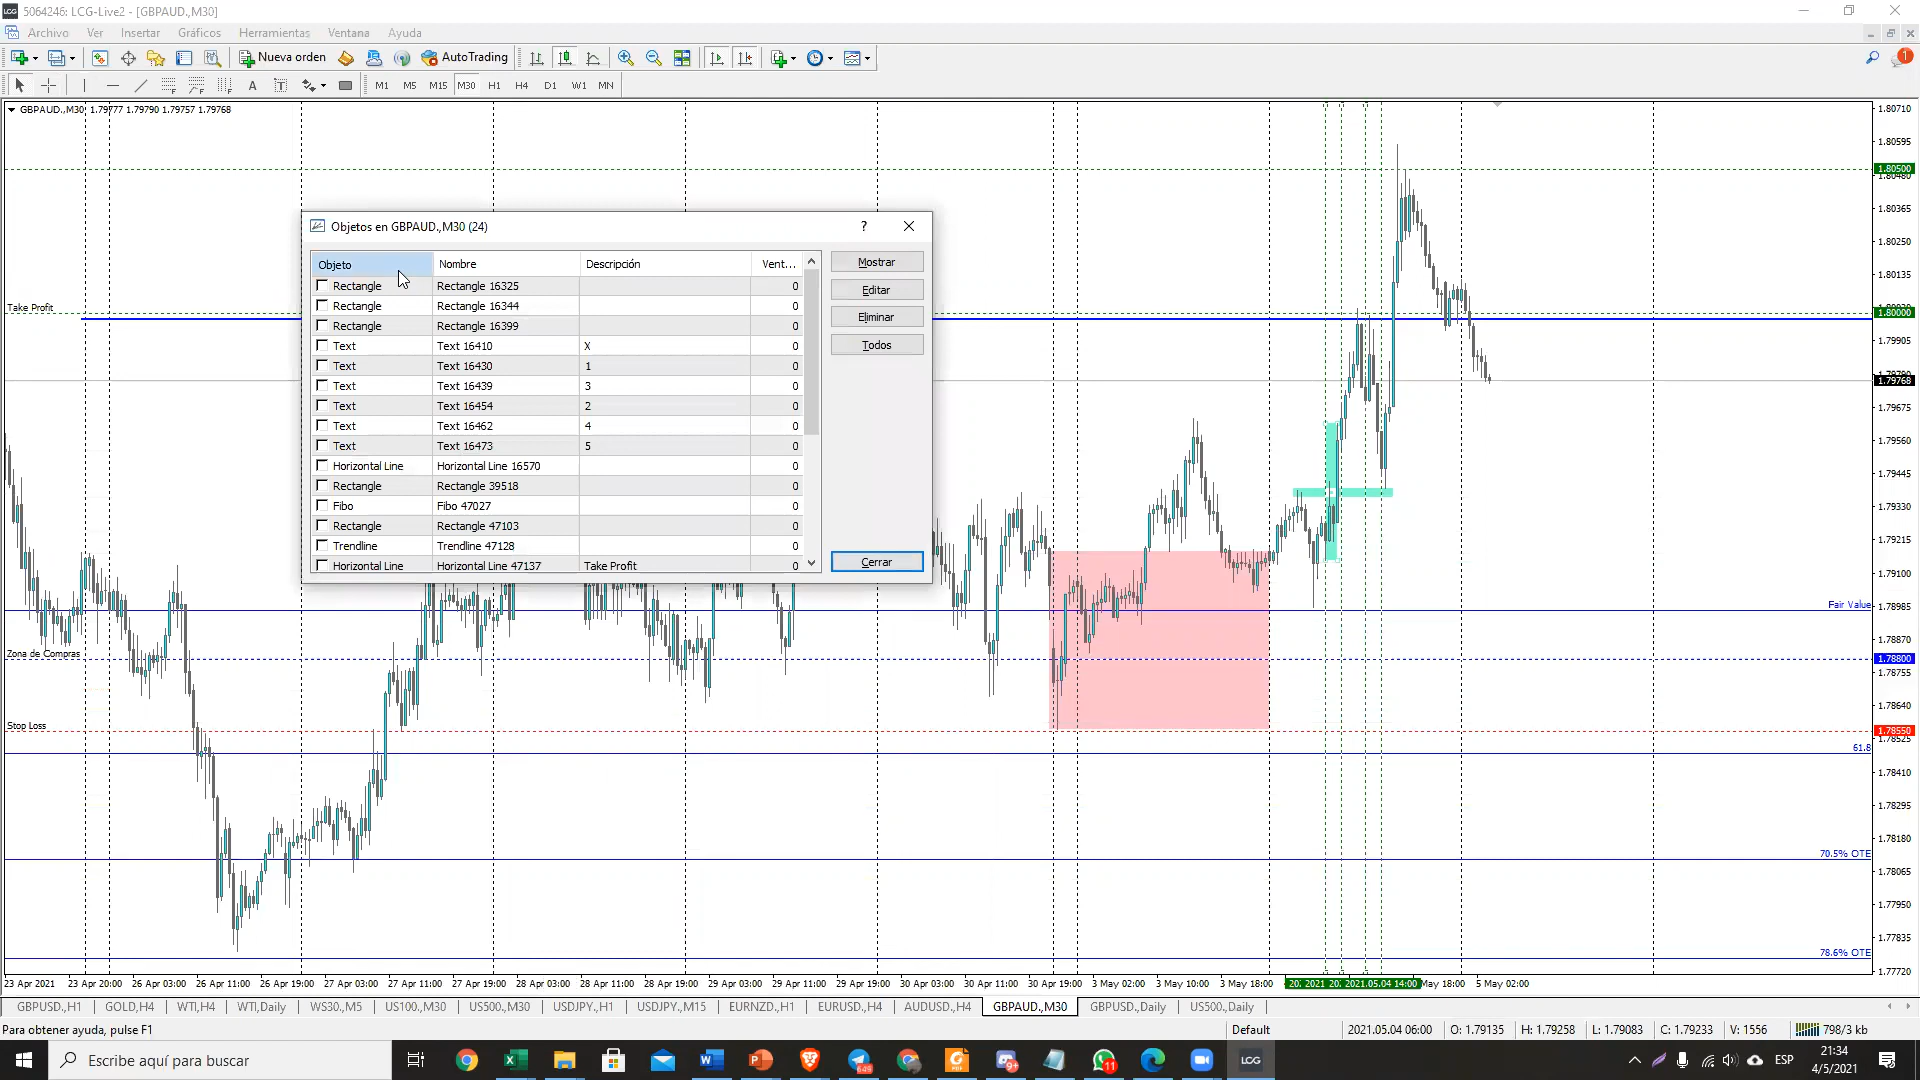 5064246: LCG-Live2 - [GBPAUD.,M30]
Archivo Ver Insertar Gráficos Herramientas Ventana Ayuda
Nueva orden AutoTrading
1
A T M1 M5 M15 M30 H1 H4 D1 W1 MN
GBPAUD.,M30 1.79777 1.79790 1.79757 1.79768
1.80710
1.80595
1.80500
1.80480
1.80365
1.80250
1.80135
Take Profit
1.80000
1.79905
1.79768
1.79675
1.79560
1.79445
1.79330
1.79215
1.79100
Fair Value
1.78985
1.78870
Zona de Compras
1.78800
1.78755
1.78640
Stop Loss
1.78550
1.78525
61.8
1.78410
1.78295
1.78180
70.5% OTE
1.78065
1.77950
1.77835
78.6% OTE
1.77720
Objetos en GBPAUD.,M30 (24)
?
Objeto Nombre Descripción Vent...
Rectangle Rectangle 16325 0
Rectangle Rectangle 16344 0
Rectangle Rectangle 16399 0
Text Text 16410 X 0
Text Text 16430 1 0
Text Text 16439 3 0
Text Text 16454 2 0
Text Text 16462 4 0
Text Text 16473 5 0
Horizontal Line Horizontal Line 16570 0
Rectangle Rectangle 39518 0
Fibo Fibo 47027 0
Rectangle Rectangle 47103 0
Trendline Trendline 47128 0
Horizontal Line Horizontal Line 47137 Take Profit 0
Mostrar
Editar
Eliminar
Todos
Cerrar
23 Apr 2021 23 Apr 20:00 26 Apr 03:00 26 Apr 11:00 26 Apr 19:00 27 Apr 03:00 27 Apr 11:00 27 Apr 19:00 28 Apr 03:00 28 Apr 11:00 28 Apr 19:00 29 Apr 03:00 29 Apr 11:00 29 Apr 19:00 30 Apr 03:00 30 Apr 11:00 30 Apr 19:00 3 May 02:00 3 May 10:00 3 May 18:00 2021.05.04 14:00 May 18:00 5 May 02:00
GBPUSD.,H1 GOLD,H4 WTI,H4 WTI,Daily WS30.,M5 US100.,M30 US500.,M30 USDJPY.,H1 USDJPY.,M15 EURNZD.,H1 EURUSD.,H4 AUDUSD.,H4 GBPAUD.,M30 GBPUSD.,Daily US500.,Daily
Para obtener ayuda, pulse F1 Default 2021.05.04 06:00 O: 1.79135 H: 1.79258 L: 1.79083 C: 1.79233 V: 1556 798/3 kb
Escribe aquí para buscar
LCG
ESP
21:34
4/5/2021